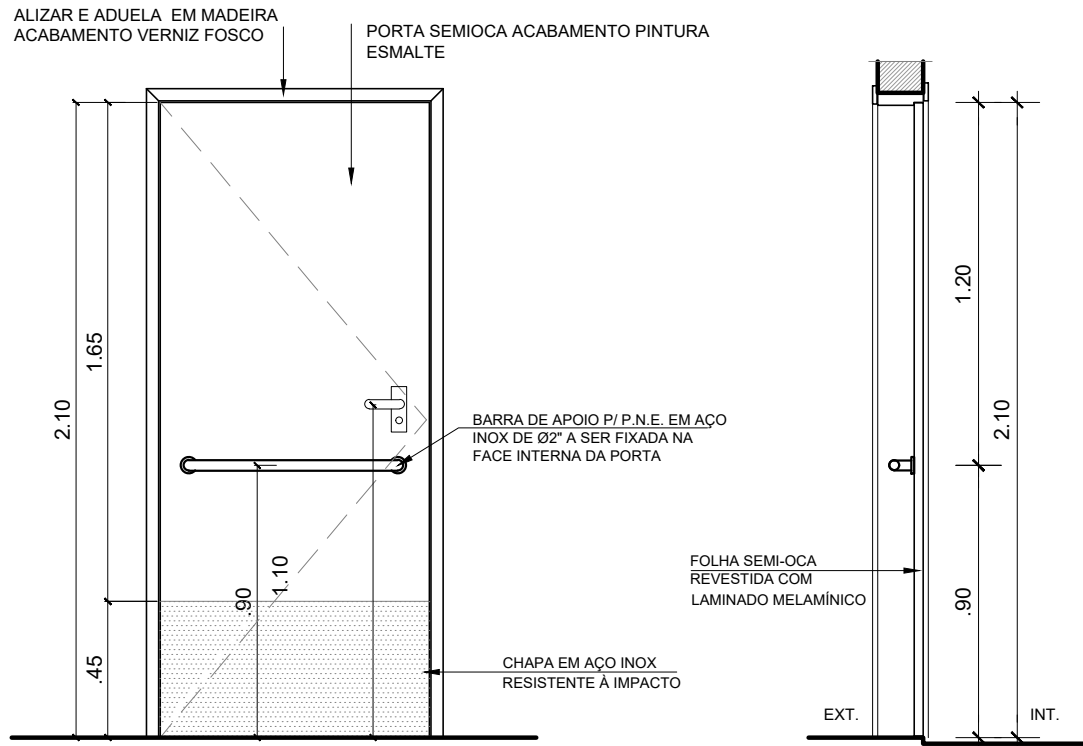 ALIZAR E ADUELA EM MADEIRA
ACABAMENTO VERNIZ FOSCO
PORTA SEMIOCA ACABAMENTO PINTURA
ESMALTE
1.65
2.10
.45
.90
1.10
BARRA DE APOIO P/ P.N.E. EM AÇO
INOX DE Ø2" A SER FIXADA NA
FACE INTERNA DA PORTA
CHAPA EM AÇO INOX
RESISTENTE À IMPACTO
1.20
2.10
.90
FOLHA SEMI-OCA
REVESTIDA COM
LAMINADO MELAMÍNICO
EXT.
INT.